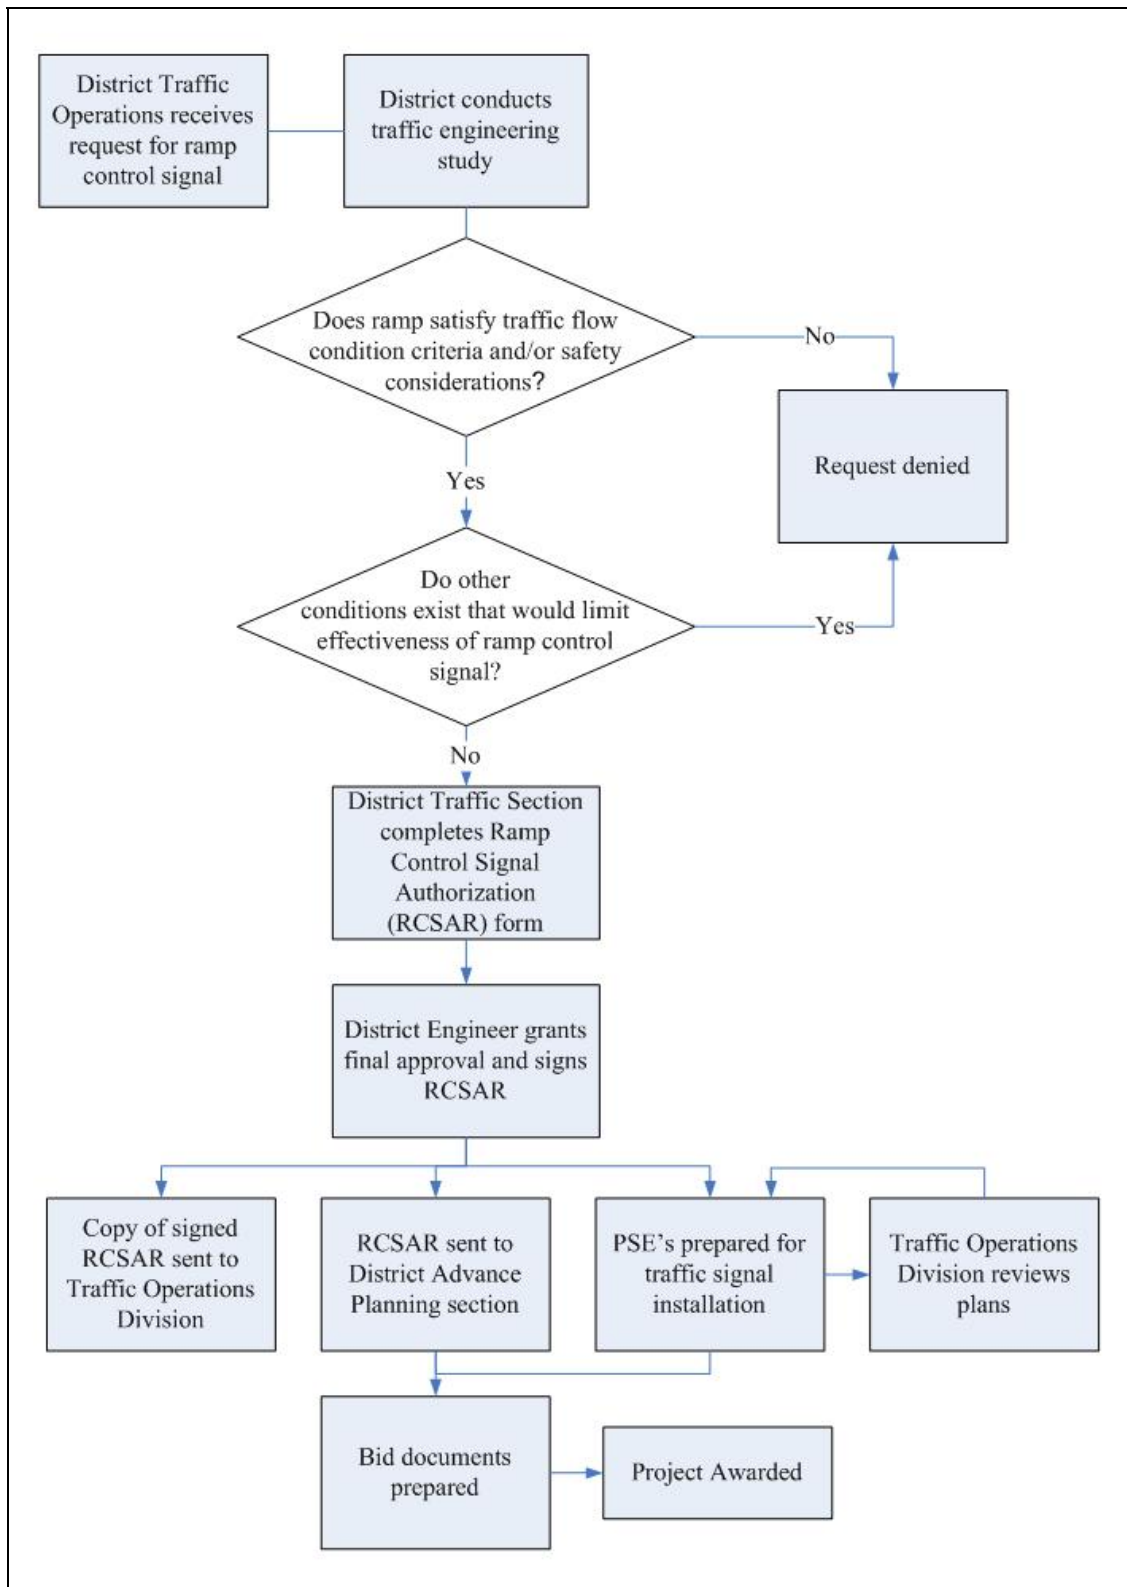 District Traffic
Operations receives
request for ramp
control signal
District conducts
traffic engineering
study
Does ramp satisfy traffic flow
condition criteria and/or safety
considerations?
No
Request denied
Yes
Do other
conditions exist that would limit
effectiveness of ramp control
signal?
Yes
No
District Traffic Section
completes Ramp
Control Signal
Authorization
(RCSAR) form
District Engineer grants
final approval and signs
RCSAR
Copy of signed
RCSAR sent to
Traffic Operations
Division
RCSAR sent to
District Advance
Planning section
PSE's prepared for
traffic signal
installation
Traffic Operations
Division reviews
plans
Bid documents
prepared
Project Awarded